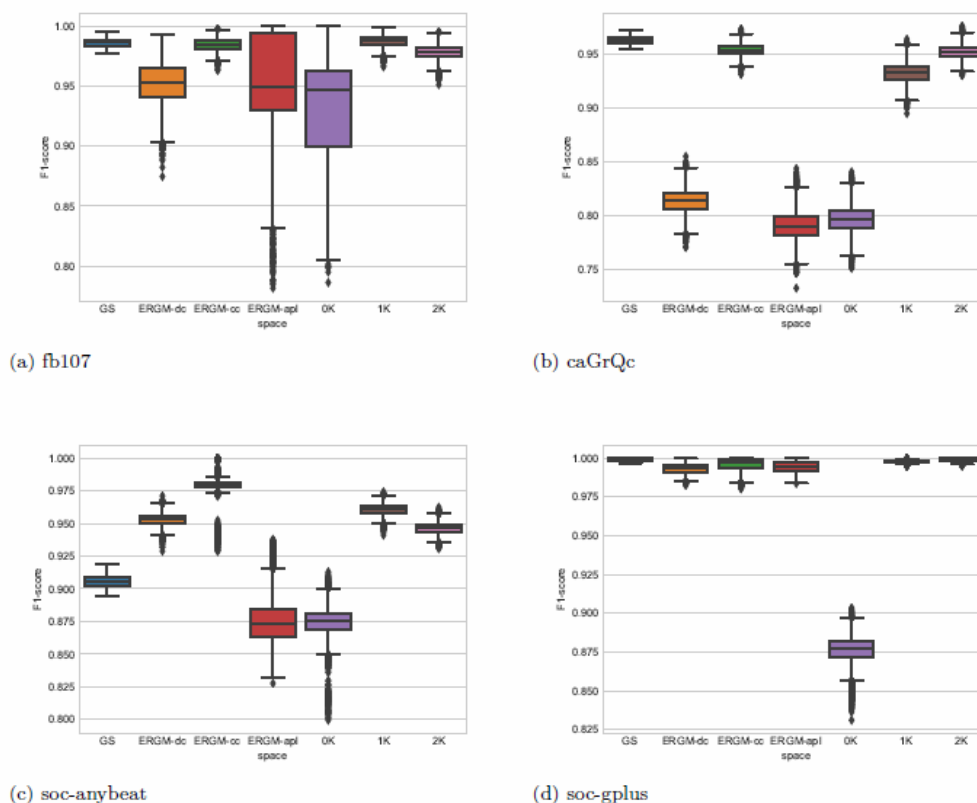 1.00
0.95
0.90
0.85
0.80
F1-score
GS ERGM-dc ERGM-cc ERGM-apl 0K 1K 2K
space
(a) fb107
0.95
0.90
0.85
0.80
0.75
F1-score
GS ERGM-dc ERGM-cc ERGM-apl 0K 1K 2K
space
(b) caGrQc
1.000
0.975
0.950
0.925
0.900
0.875
0.850
0.825
0.800
F1-score
GS ERGM-dc ERGM-cc ERGM-apl 0K 1K 2K
space
(c) soc-anybeat
1.000
0.975
0.950
0.925
0.900
0.875
0.850
0.825
F1-score
GS ERGM-dc ERGM-cc ERGM-apl 0K 1K 2K
space
(d) soc-gplus